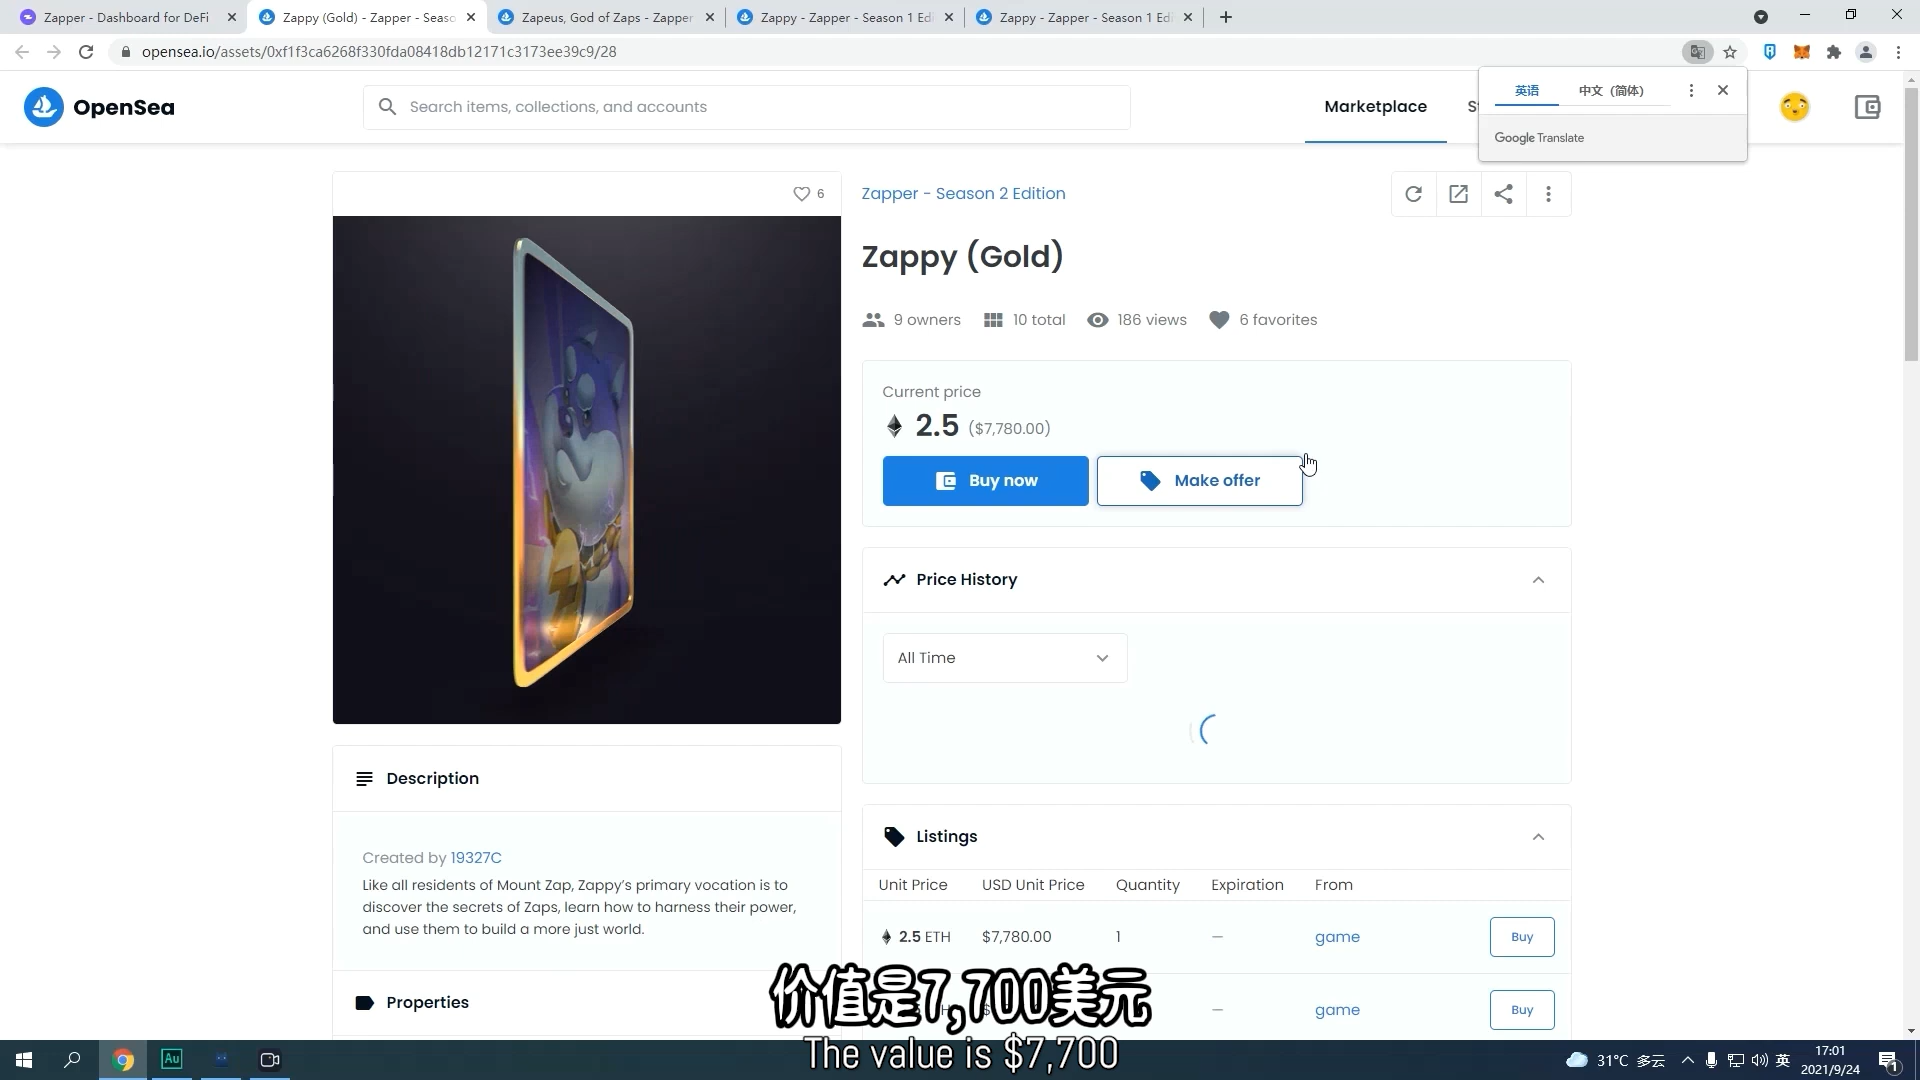 Zapper - Dashboard for DeFi
Zappy (Gold) - Zapper - Seaso
Zapeus, God of Zaps - Zapper
Zappy - Zapper - Season 1 Edi
Zappy - Zapper - Season 1 Edi
opensea.io/assets/0xf1f3ca6268f330fda08418db12171c3173ee39c9/28
英语
中文（简体）
Google Translate
OpenSea
Search items, collections, and accounts
Marketplace
6
Zapper - Season 2 Edition
Zappy (Gold)
9 owners
10 total
186 views
6 favorites
Current price
2.5 ($7,780.00)
Buy now
Make offer
Price History
All Time
Description
Created by 19327C
Like all residents of Mount Zap, Zappy’s primary vocation is to
discover the secrets of Zaps, learn how to harness their power,
and use them to build a more just world.
Properties
Listings
Unit Price
USD Unit Price
Quantity
Expiration
From
2.5 ETH
$7,780.00
1
—
game
Buy
—
game
Buy
价值是7,700美元
The value is $7,700
Au
31°C 多云
英
17:01
2021/9/24
1